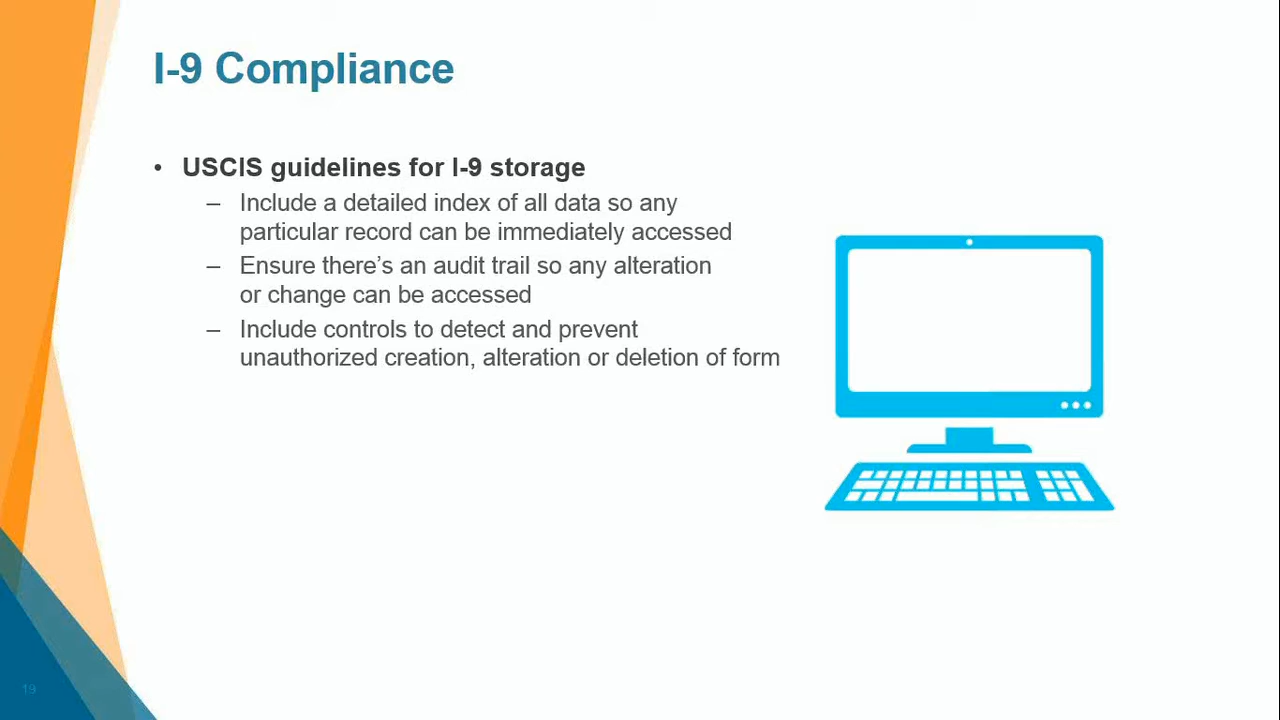 I-9 Compliance
• USCIS guidelines for I-9 storage
– Include a detailed index of all data so any
particular record can be immediately accessed
– Ensure there’s an audit trail so any alteration
or change can be accessed
– Include controls to detect and prevent
unauthorized creation, alteration or deletion of form
19